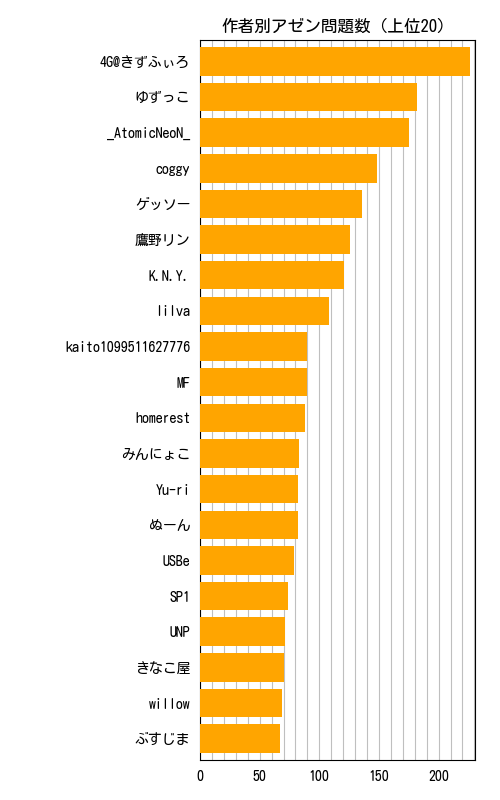 作者別アゼン問題数 (上位20)
4G@きずふぃろ
ゆずっこ
_AtomicNeoN_
coggy
ゲッソー
鷹野リン
K.N.Y.
lilva
kaito1099511627776
MF
homerest
みんにょこ
Yu-ri
ぬーん
USBe
SP1
UNP
きなこ屋
willow
ぶすじま
0 50 100 150 200